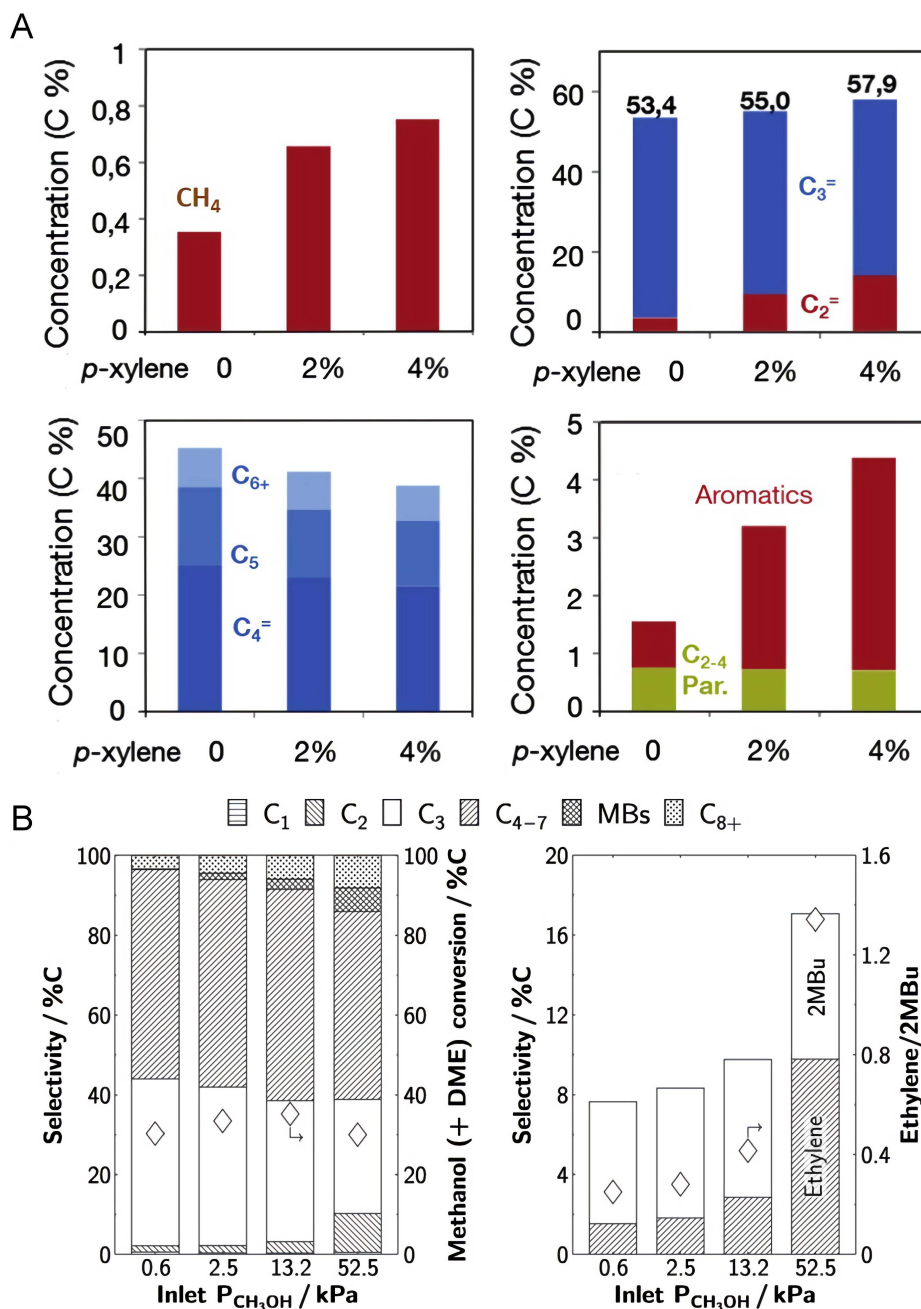 A
Concentration (C %)
1
0,8
0,6
0,4
0,2
0
CH₄
p-xylene 0 2% 4%
Concentration (C %)
60
40
20
0
53,4 55,0 57,9
C₃⁼
C₂⁼
p-xylene 0 2% 4%
Concentration (C %)
50
40
30
20
10
0
C₆₊
C₅
C₄⁼
p-xylene 0 2% 4%
Concentration (C %)
5
4
3
2
1
0
Aromatics
C₂₋₄
Par.
p-xylene 0 2% 4%
B
C₁ C₂ C₃ C₄₋₇ MBs C₈₊
Selectivity / %C
100
80
60
40
20
0
Methanol (+ DME) conversion / %C
100
80
60
40
20
0
0.6 2.5 13.2 52.5
Inlet P_CH₃OH / kPa
Selectivity / %C
20
16
12
8
4
0
2MBu
Ethylene
Ethylene/2MBu
1.6
1.2
0.8
0.4
0
0.6 2.5 13.2 52.5
Inlet P_CH₃OH / kPa